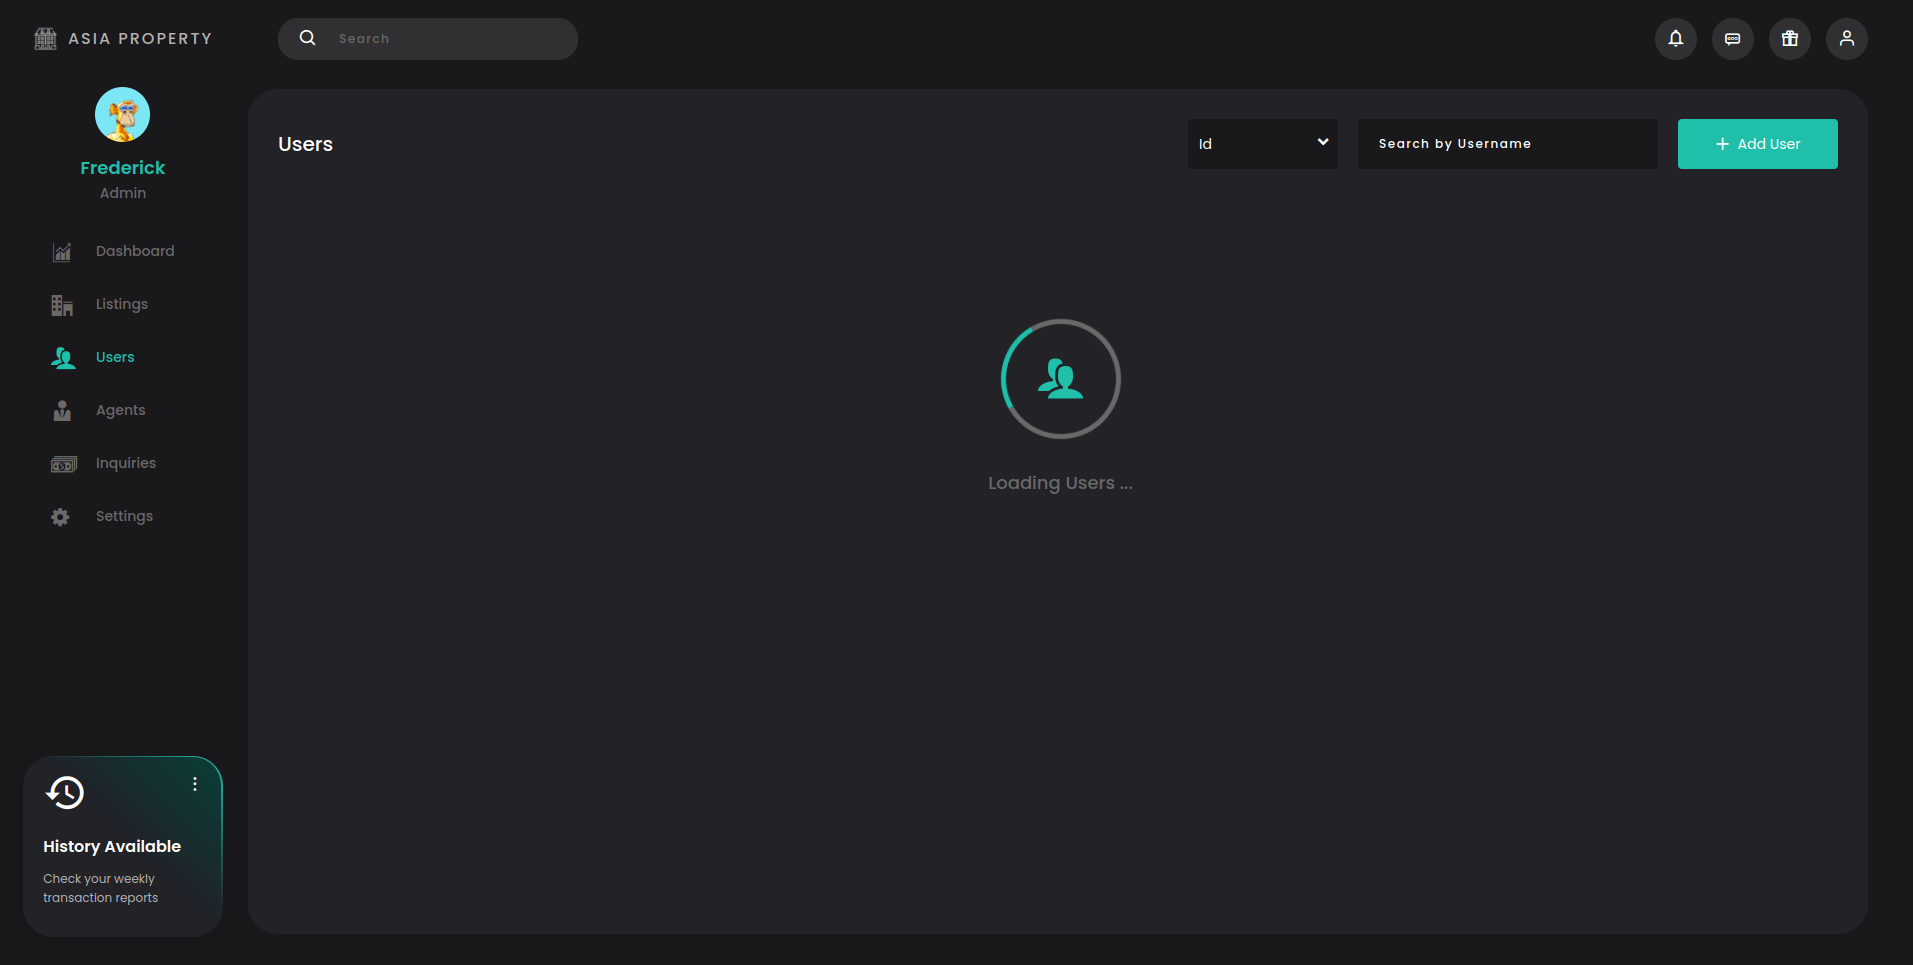 ASIA PROPERTY
Search
Frederick
Admin
Dashboard
Listings
Users
Agents
Inquiries
Settings
History Available
Check your weekly
transaction reports
Users
Id
Search by Username
Add User
Loading Users ...